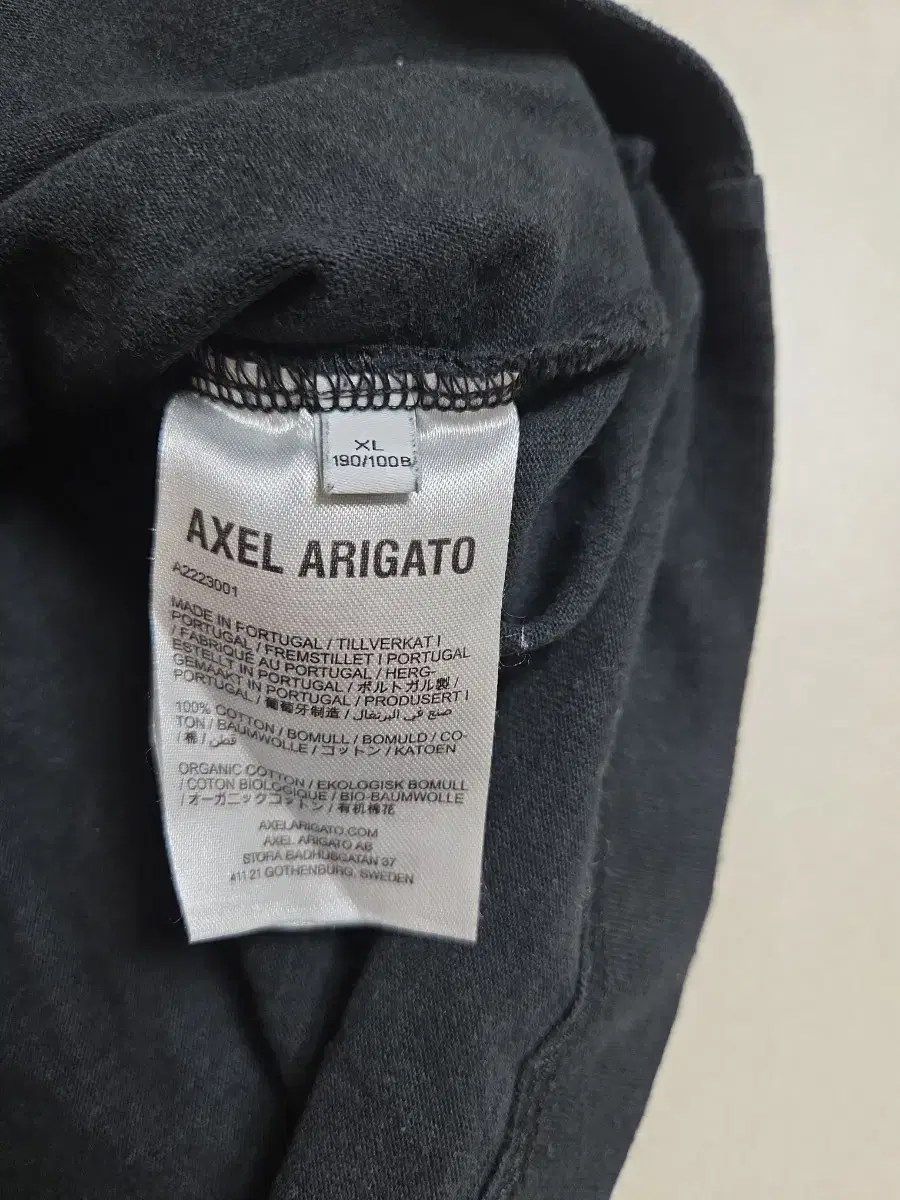 XL
190/100B
AXEL ARIGATO
A2223001
MADE IN PORTUGAL / TILLVERKAT I
PORTUGAL / FREMSTILLET I PORTUGAL
/ FABRIQUÉ AU PORTUGAL / HERG-
ESTELLT IN PORTUGAL / ポルトガル製 /
GEMAAKT IN PORTUGAL / PRODUSERT I
PORTUGAL / 葡萄牙制造 / صنع في البرتغال /
100% COTTON / BOMULL / BOMULD / CO-
TON / BAUMWOLLE / コットン / KATOEN
/ 棉 / قطن /
ORGANIC COTTON / EKOLOGISK BOMULL
/ COTON BIOLOGIQUE / BIO-BAUMWOLLE
/ オーガニックコットン / 有机棉花
AXELARIGATO.COM
AXEL ARIGATO AB
STORA BADHUSGATAN 37
411 21 GOTHENBURG, SWEDEN